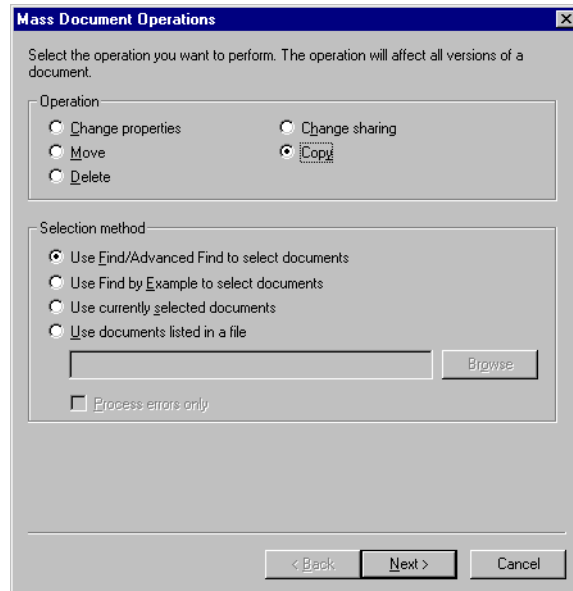 Mass Document Operations
Select the operation you want to perform. The operation will affect all versions of a
document.
Operation
Change properties
Change sharing
Move
Copy
Delete
Selection method
Use Find/Advanced Find to select documents
Use Find by Example to select documents
Use currently selected documents
Use documents listed in a file
Browse
Process errors only
< Back
Next >
Cancel